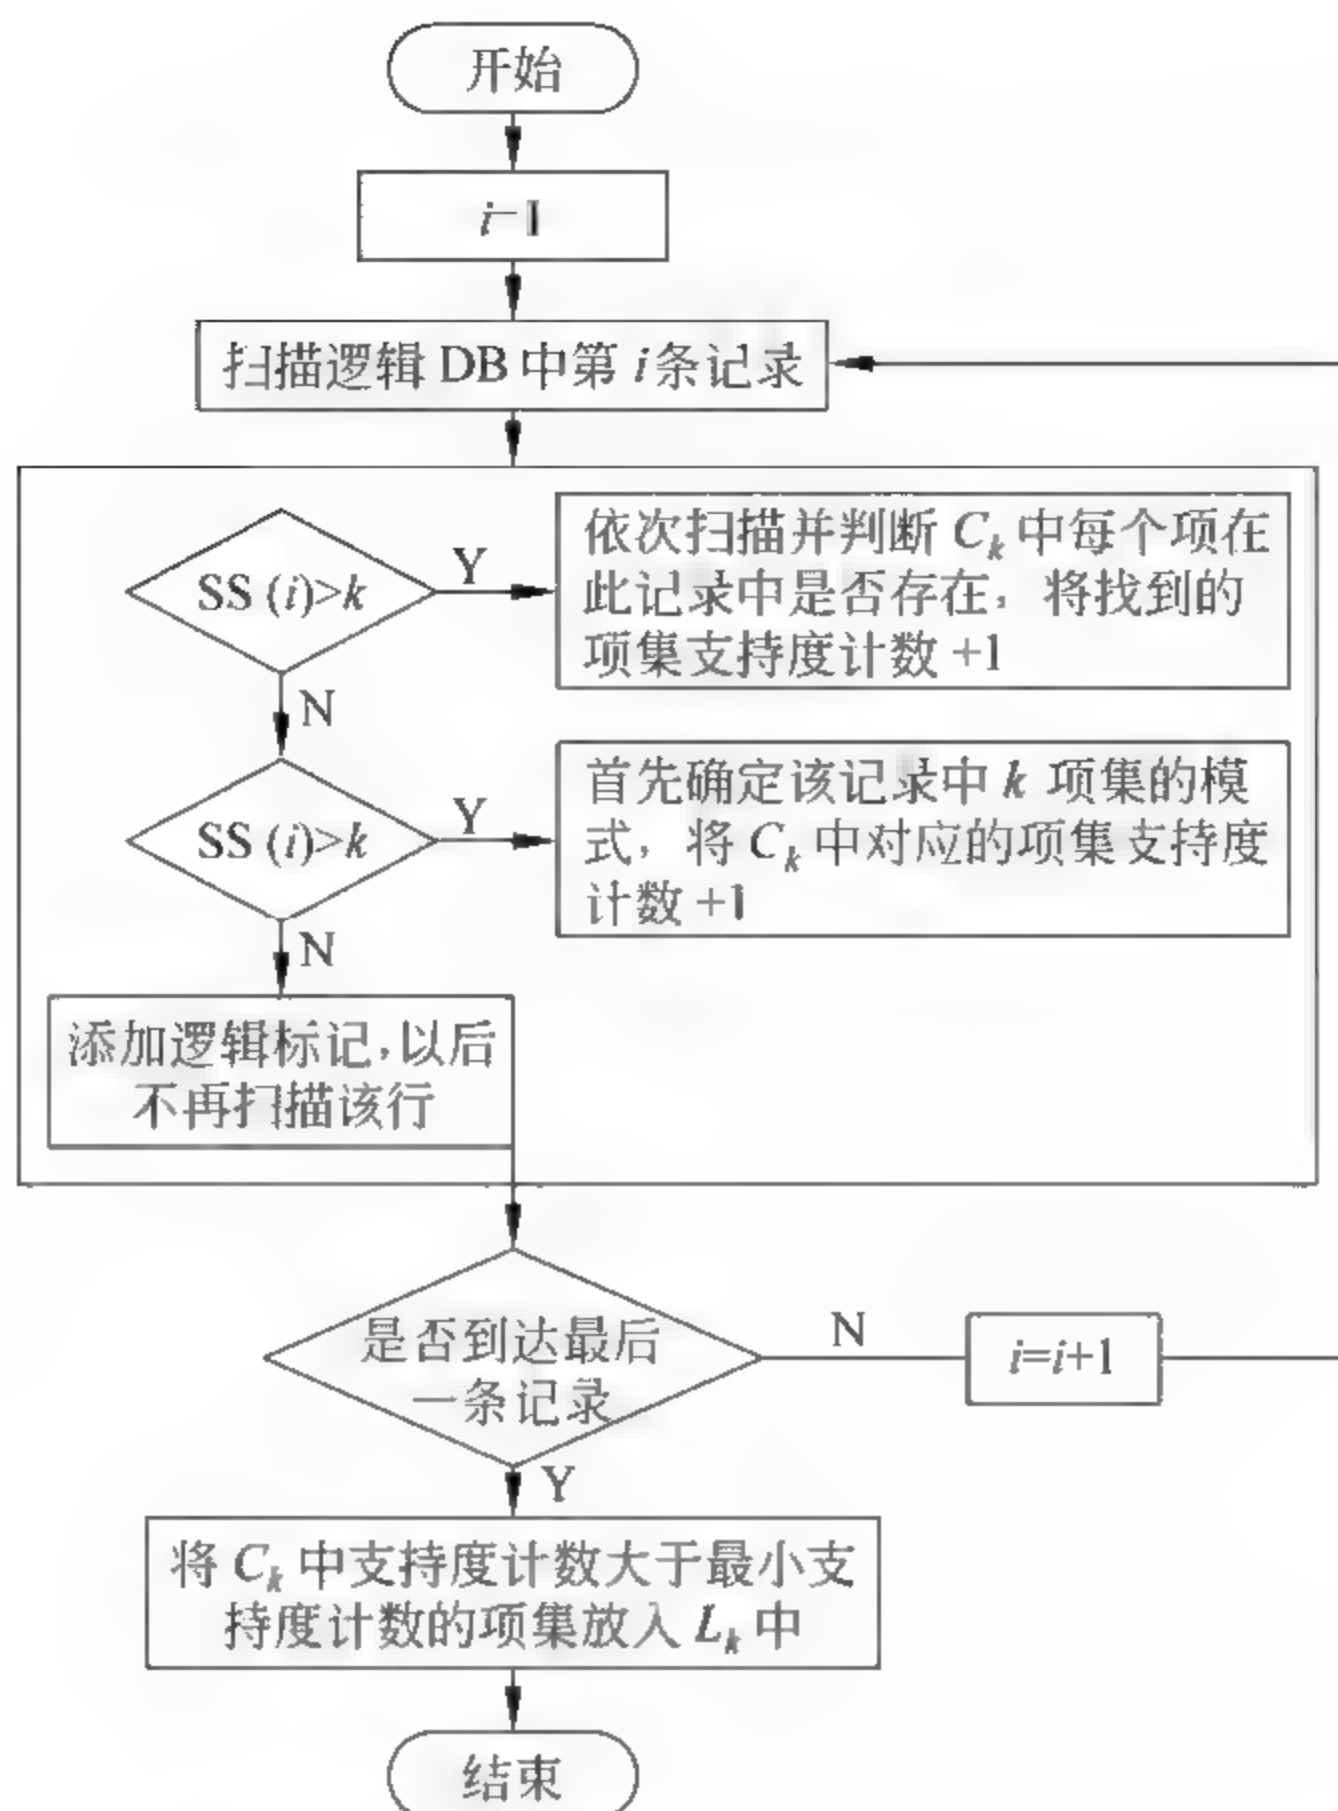 开始
i=1
扫描逻辑 DB 中第 i 条记录
SS (i)>k
Y
依次扫描并判断 Ck 中每个项在
此记录中是否存在，将找到的
项集支持度计数 +1
N
SS (i)>k
Y
首先确定该记录中 k 项集的模
式，将 Ck 中对应的项集支持度
计数 +1
N
添加逻辑标记，以后
不再扫描该行
是否到达最后
一条记录
N
i=i+1
Y
将 Ck 中支持度计数大于最小支
持度计数的项集放入 Lk 中
结束